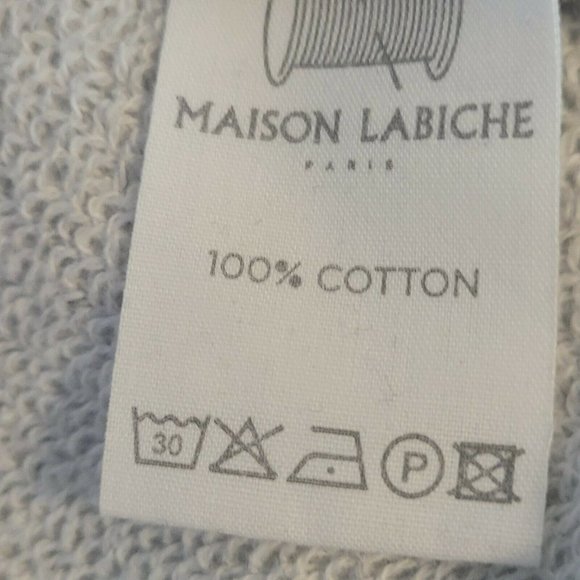 MAISON LABICHE
PARIS
100% COTTON
30 P